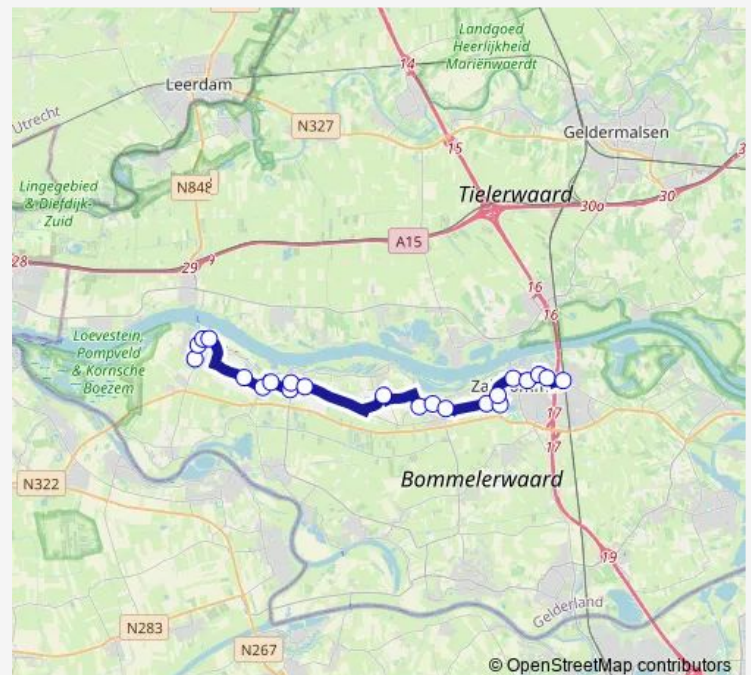 Landgoed
Heerlijkheid
Mariënwaerdt
14
Leerdam
Utrecht
N327
15
Geldermalsen
Lingegebied
& Diefdijk-
Zuid
N848
Tielerwaard
30a
30
A15
28
29
9
16
16
Loevestein,
Pompveld
& Kornsche
Boezem
17
17
N322
Bommelerwaard
19
Gelderland
N283
N267
© OpenStreetMap contributors